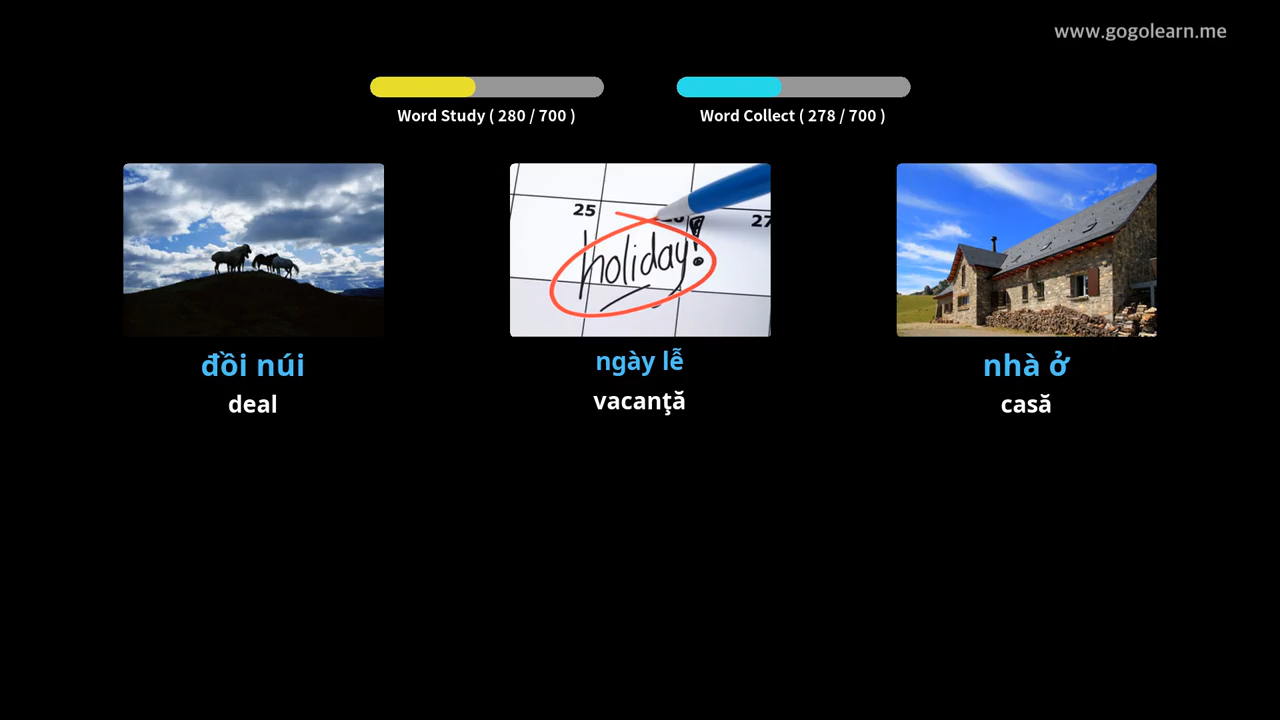 www.gogolearn.me
Word Study ( 280 / 700 )
Word Collect ( 278 / 700 )
25
27
holiday!
đồi núi
ngày lễ
nhà ở
deal
vacanţă
casă